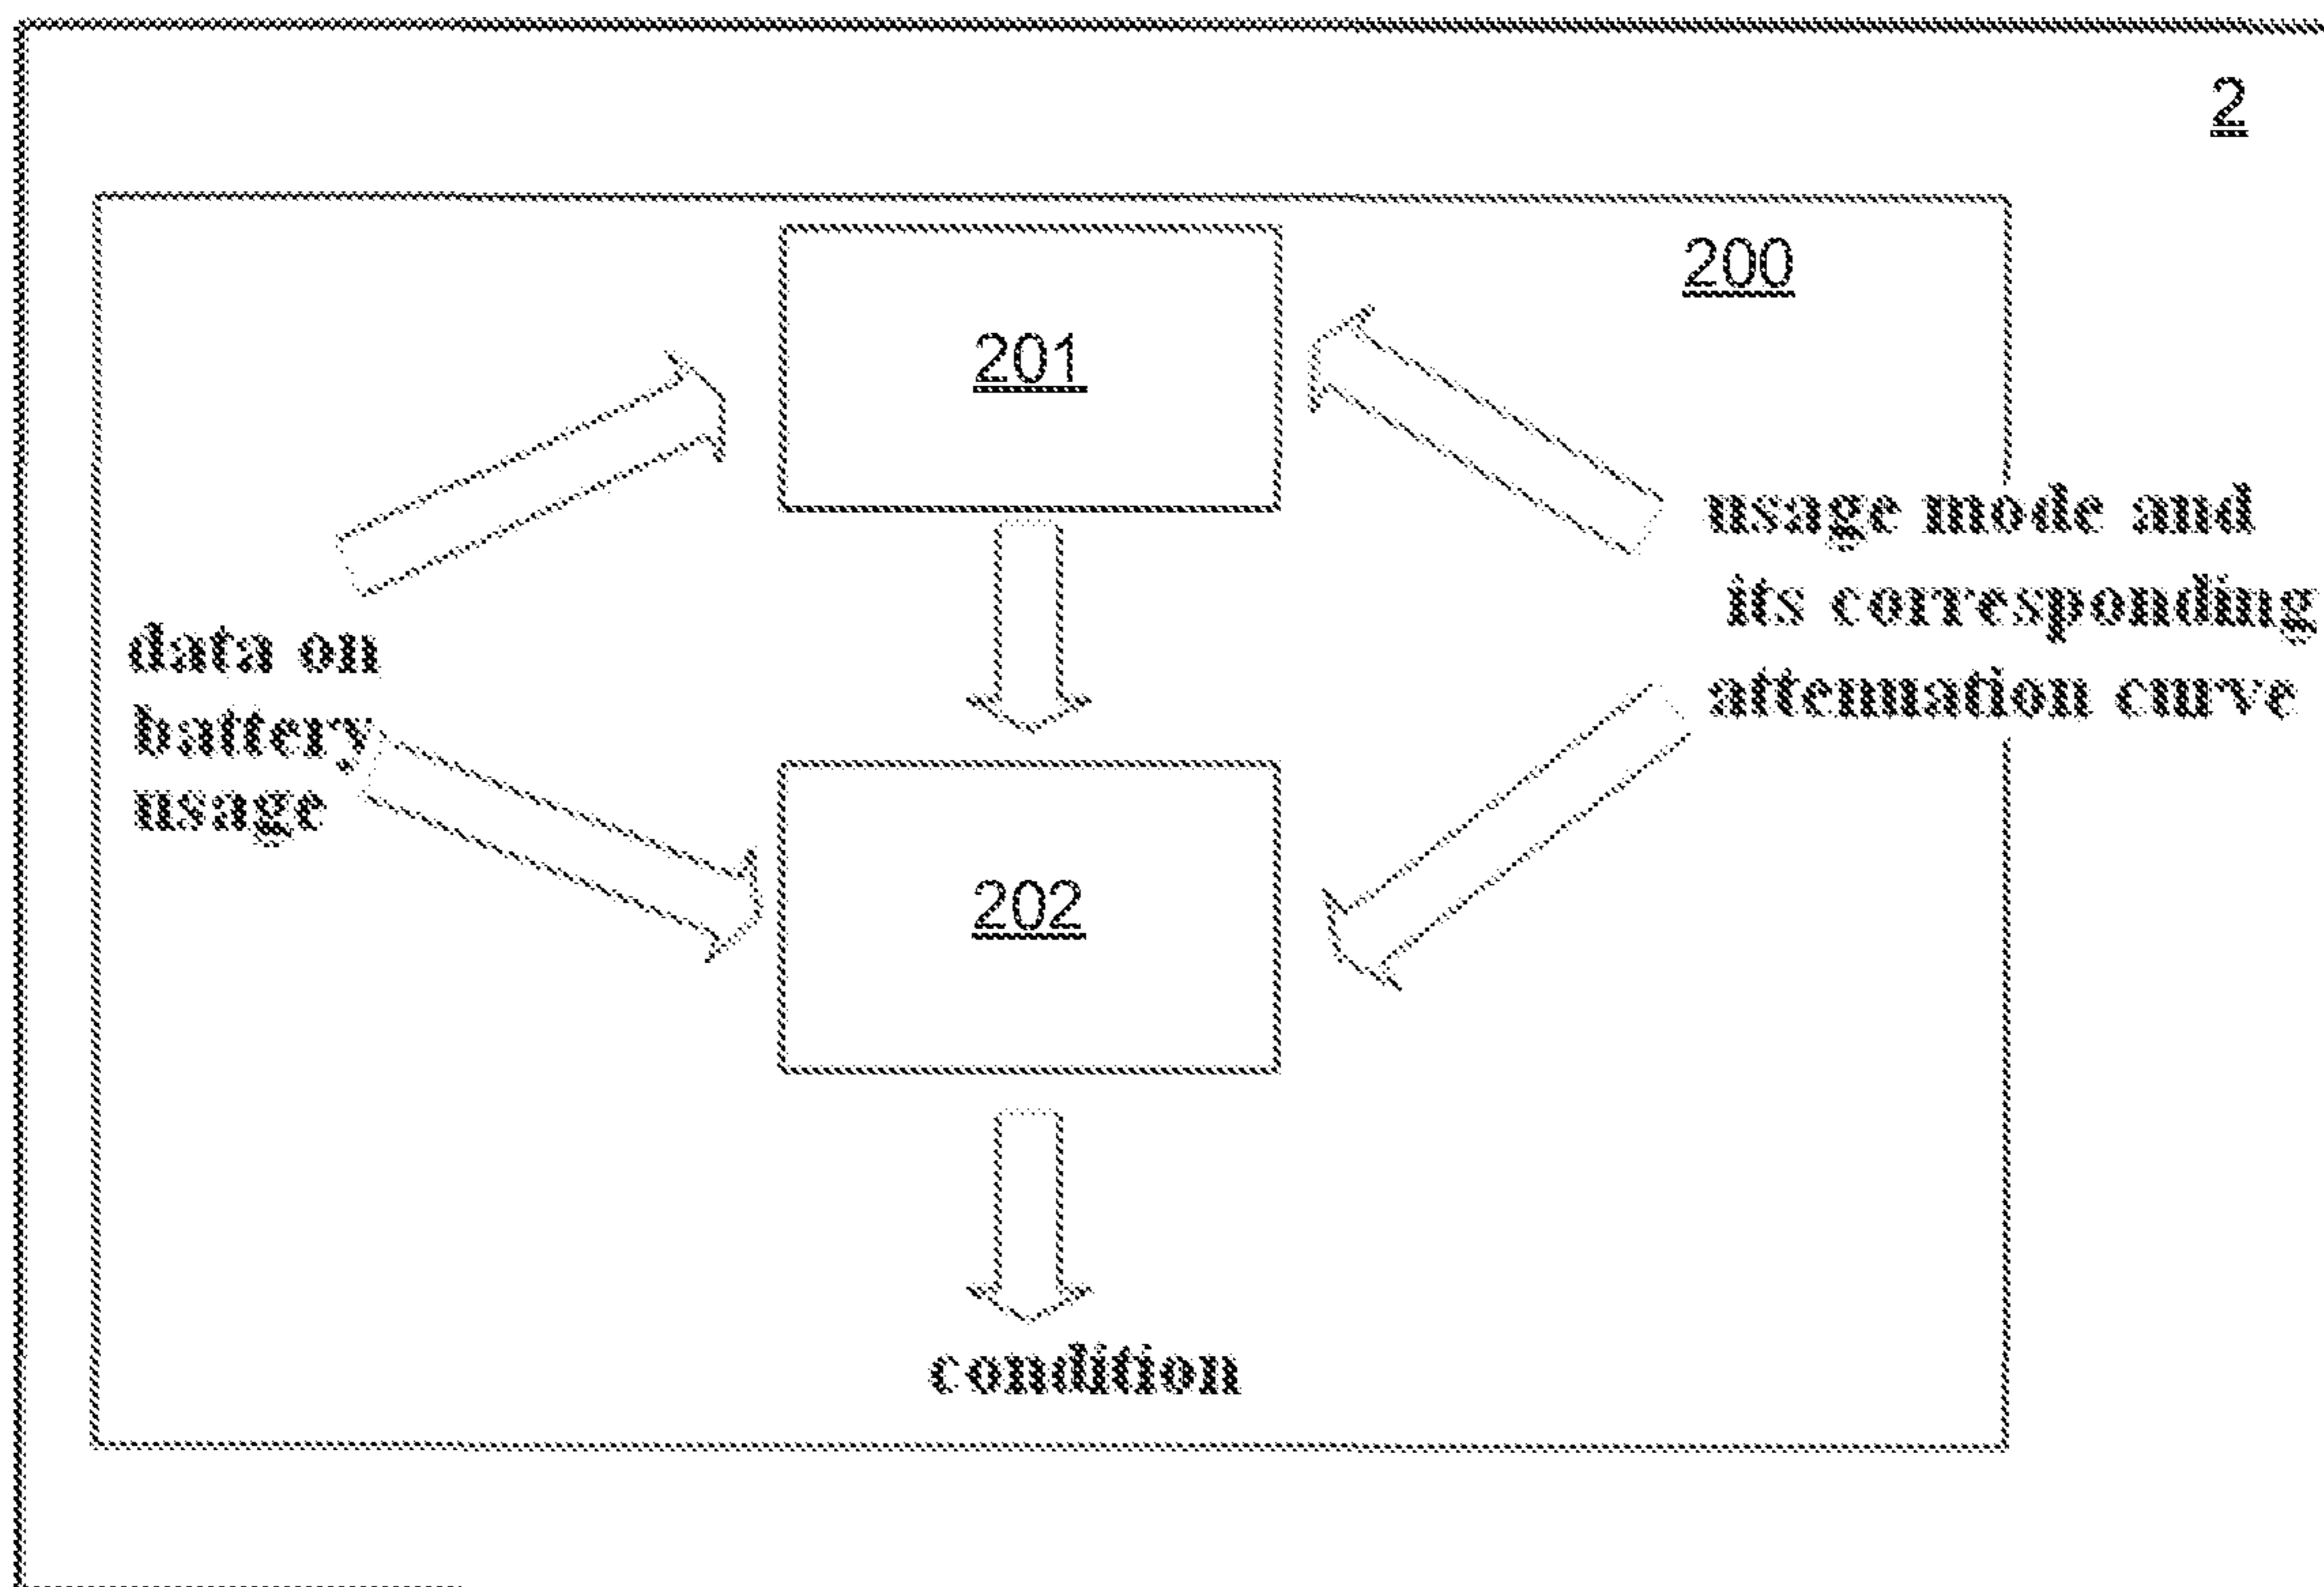 2
200
201
usage mode and
its corresponding
attenuation curve
data on
battery
usage
202
condition